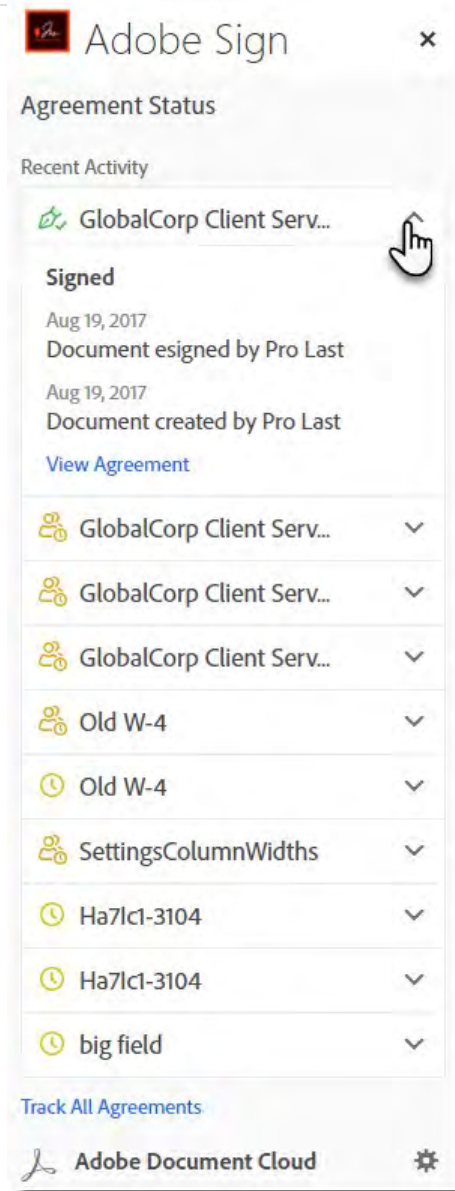 Adobe Sign
Agreement Status
Recent Activity
GlobalCorp Client Serv...
Signed
Aug 19, 2017
Document esigned by Pro Last
Aug 19, 2017
Document created by Pro Last
View Agreement
GlobalCorp Client Serv...
GlobalCorp Client Serv...
GlobalCorp Client Serv...
Old W-4
Old W-4
SettingsColumnWidths
Ha7lc1-3104
Ha7lc1-3104
big field
Track All Agreements
Adobe Document Cloud